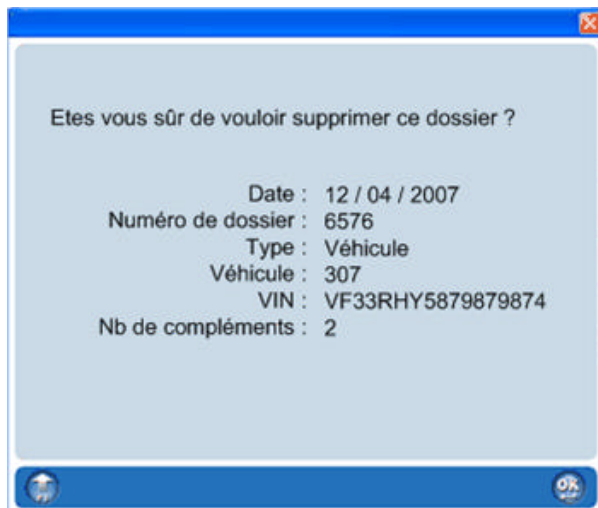 Etes vous sûr de vouloir supprimer ce dossier ?
Date : 12 / 04 / 2007
Numéro de dossier : 6576
Type : Véhicule
Véhicule : 307
VIN : VF33RHY5879879874
Nb de compléments : 2
OK